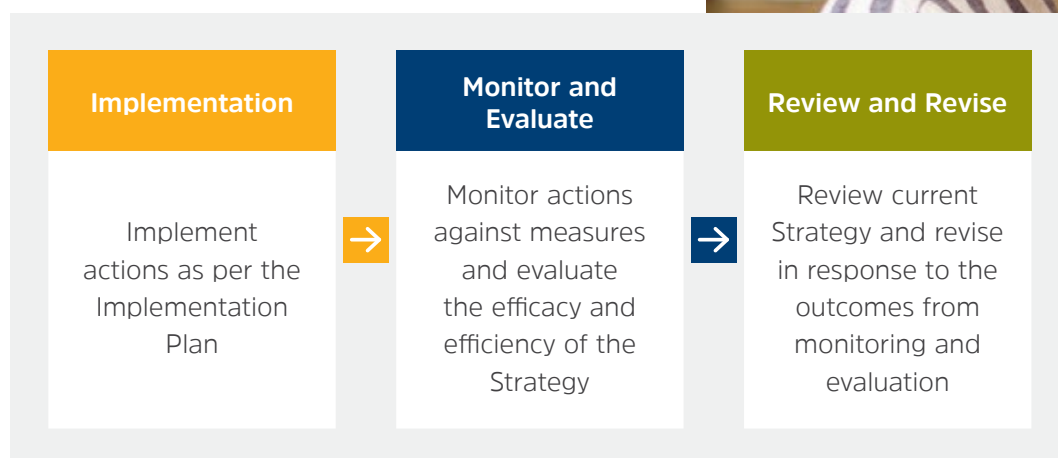 Implementation
Implement
actions as per the
Implementation
Plan
Monitor and
Evaluate
Monitor actions
against measures
and evaluate
the efficacy and
efficiency of the
Strategy
Review and Revise
Review current
Strategy and revise
in response to the
outcomes from
monitoring and
evaluation